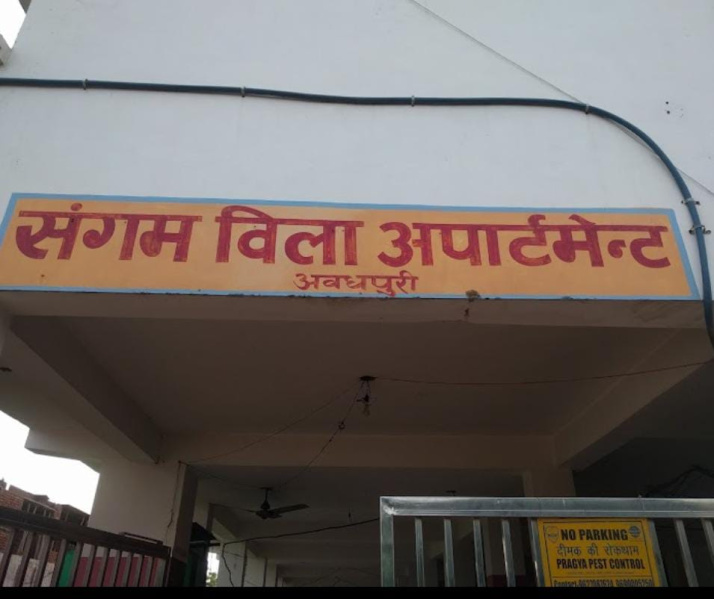 संगम विला अपार्टमेन्ट
अवधपुरी
NO PARKING
दीमक की रोकथाम
PRAGYA PEST CONTROL